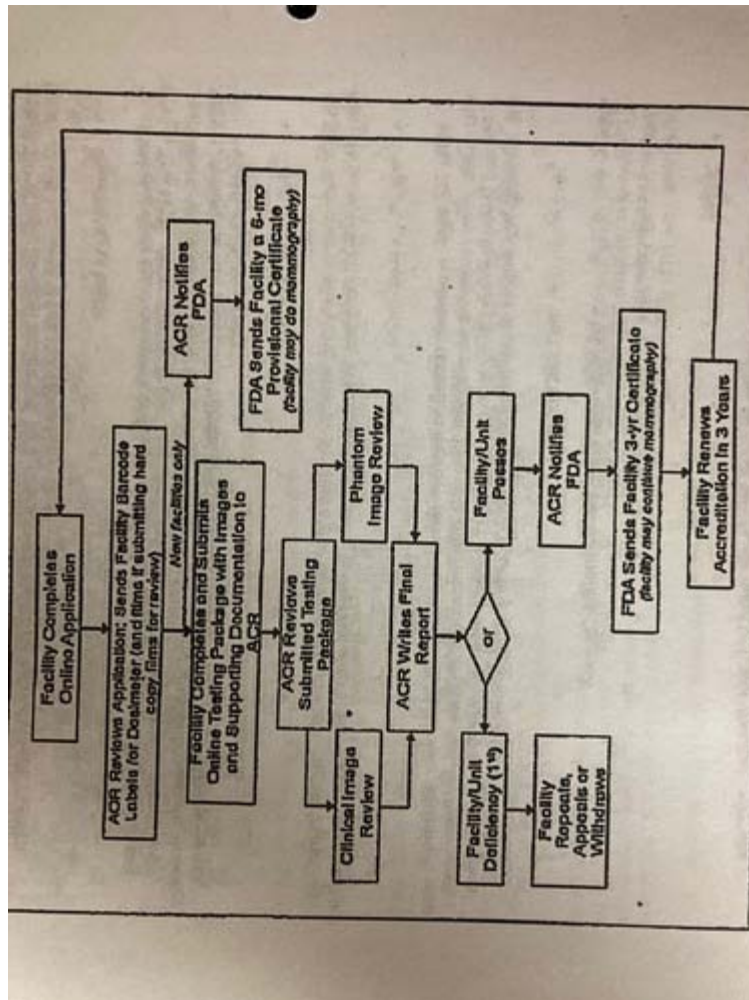 Facility Completes
Online Application
ACR Reviews Application; Sends Facility Barcode
Labels for Dosimeter (and films if submitting hard
copy films for review)
New facilities only
ACR Notifies
FDA
FDA Sends Facility a 6-mo
Provisional Certificate
(facility may do mammography)
Facility Completes and Submits
Online Testing Package with Images
and Supporting Documentation to
ACR
ACR Reviews
Submitted Testing
Package
Clinical Image
Review
Phantom
Image Review
ACR Writes Final
Report
or
Facility/Unit
Deficiency (1st)
Facility
Repeats,
Appeals or
Withdraws
Facility/Unit
Passes
ACR Notifies
FDA
FDA Sends Facility 3-yr Certificate
(facility may continue mammography)
Facility Renews
Accreditation in 3 Years